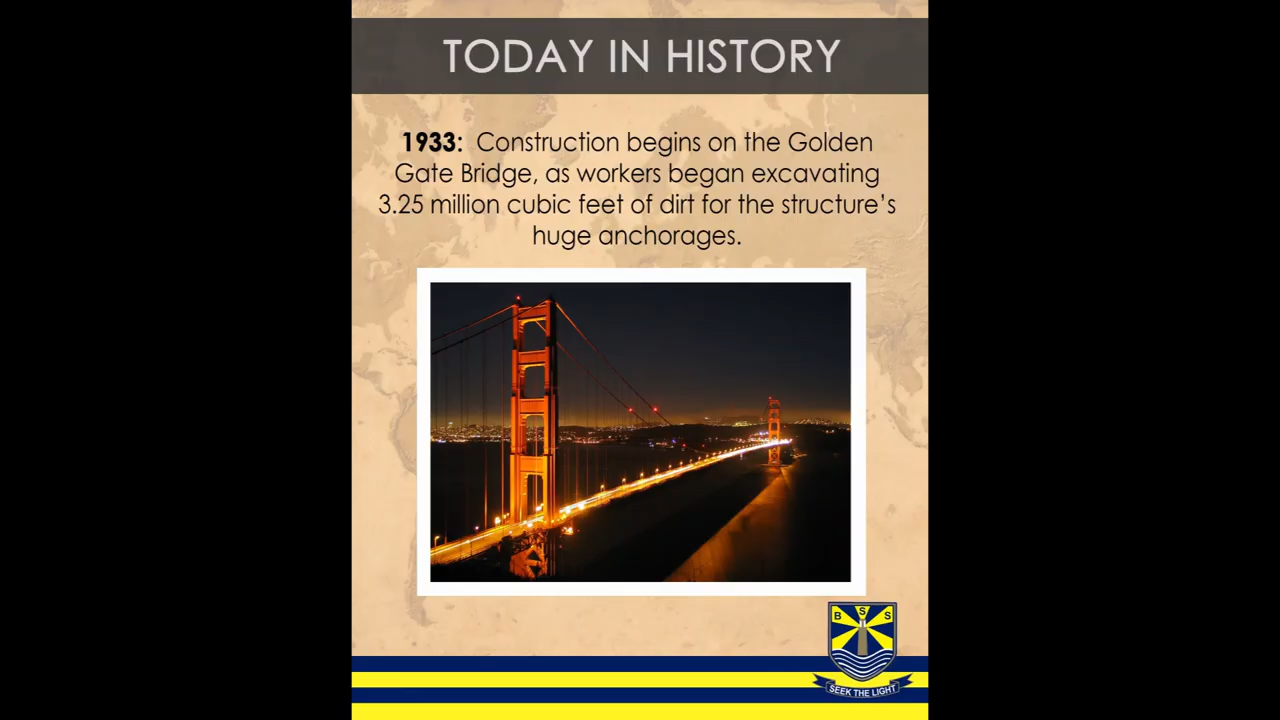 TODAY IN HISTORY
1933: Construction begins on the Golden
Gate Bridge, as workers began excavating
3.25 million cubic feet of dirt for the structure's
huge anchorages.
B S S
SEEK THE LIGHT